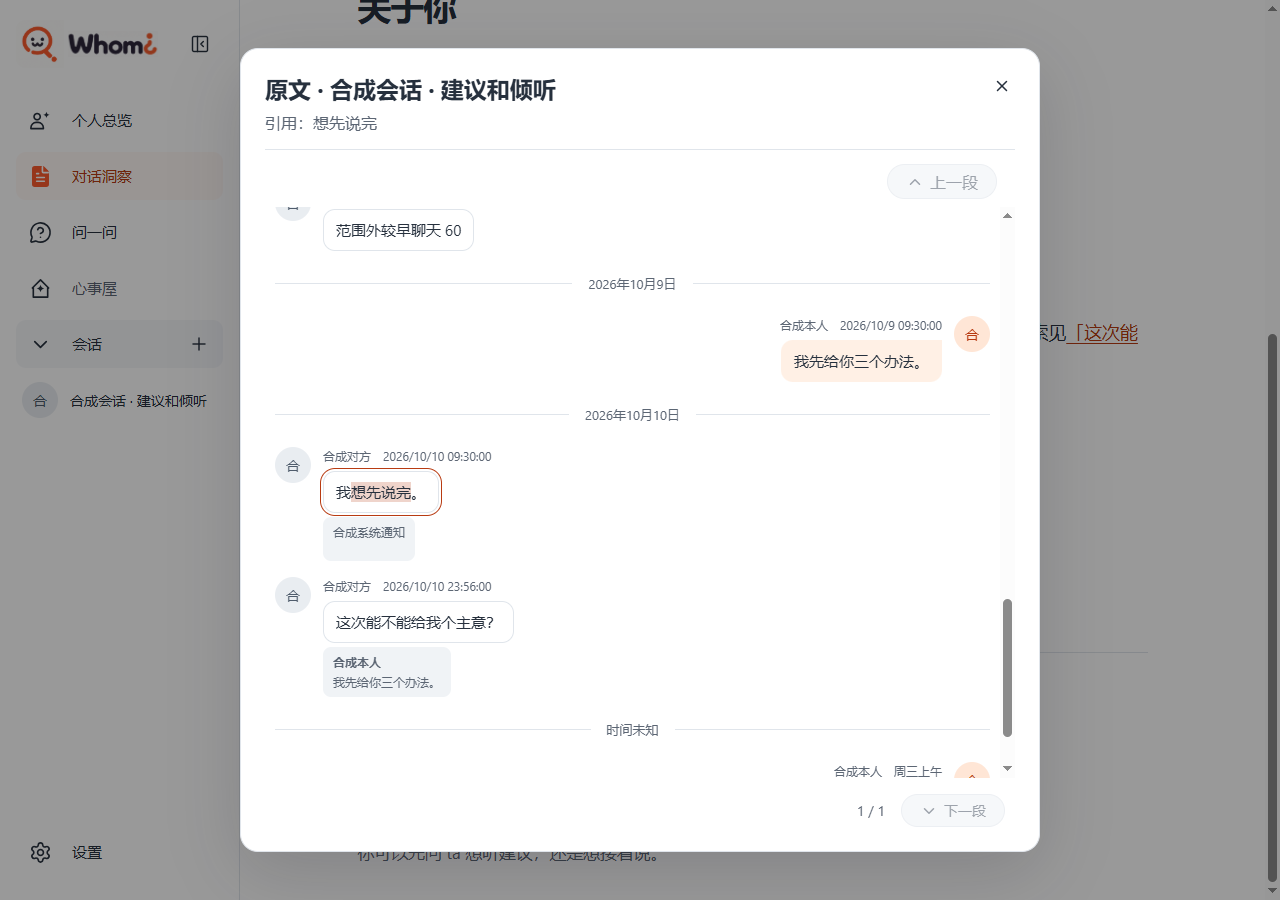 关于你
Whomi
原文 · 合成会话 · 建议和倾听
引用：想先说完
个人总览
对话洞察
问一问
心事屋
会话
合成会话 · 建议和倾听
设置
上一段
范围外较早聊天 60
2026年10月9日
合成本人 2026/10/9 09:30:00
合
我先给你三个办法。
索见「这次能
2026年10月10日
合成对方 2026/10/10 09:30:00
合
我想先说完。
合成系统通知
合成对方 2026/10/10 23:56:00
合
这次能不能给我个主意？
合成本人
我先给你三个办法。
时间未知
合成本人 周三上午
1 / 1
下一段
你可以先问 ta 想听建议，还是想接着说。